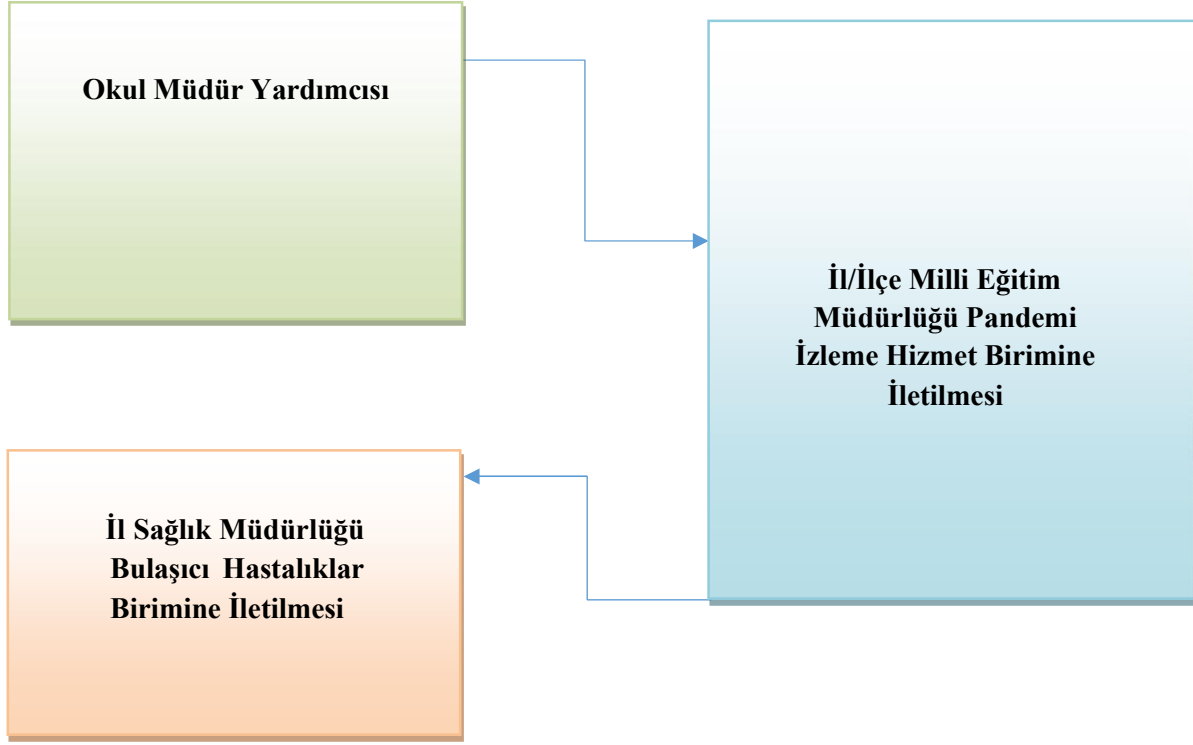 Okul Müdür Yardımcısı
İl/İlçe Milli Eğitim
Müdürlüğü Pandemi
İzleme Hizmet Birimine
İletilmesi
İl Sağlık Müdürlüğü
Bulaşıcı Hastalıklar
Birimine İletilmesi